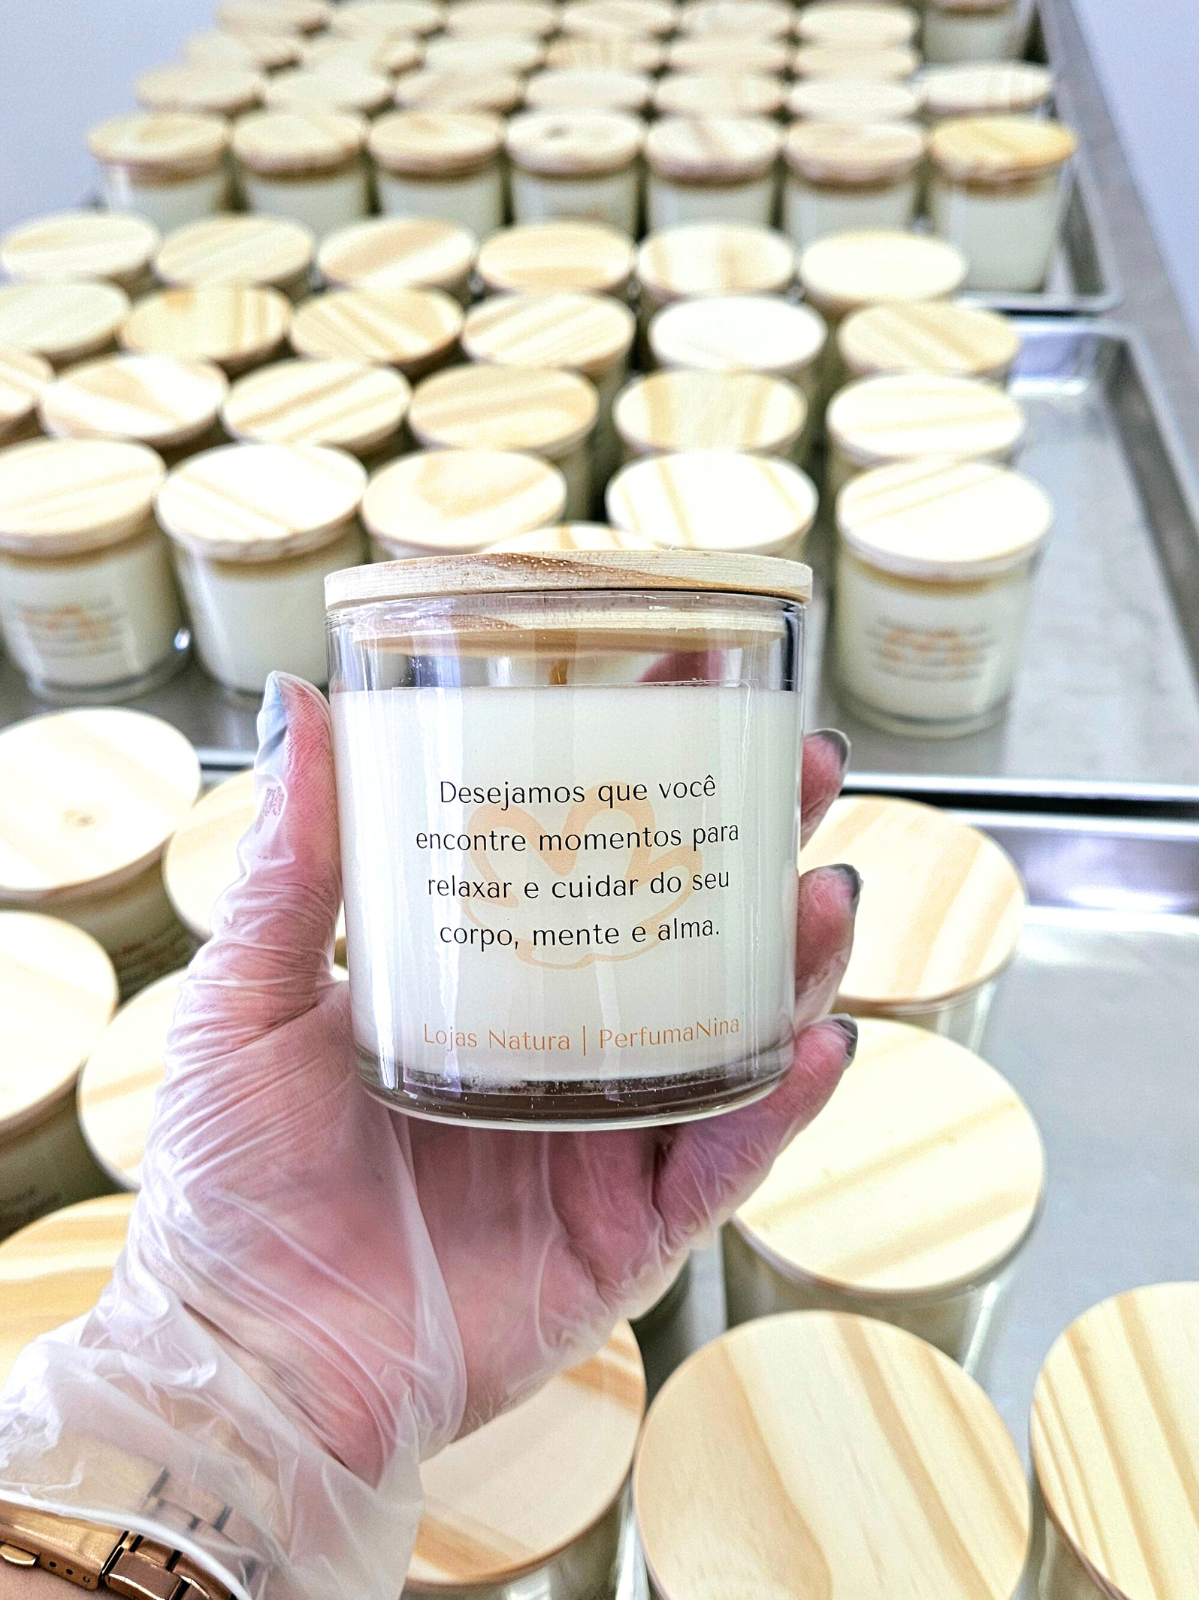 Desejamos que você
encontre momentos para
relaxar e cuidar do seu
corpo, mente e alma.
Lojas Natura | PerfumaNina